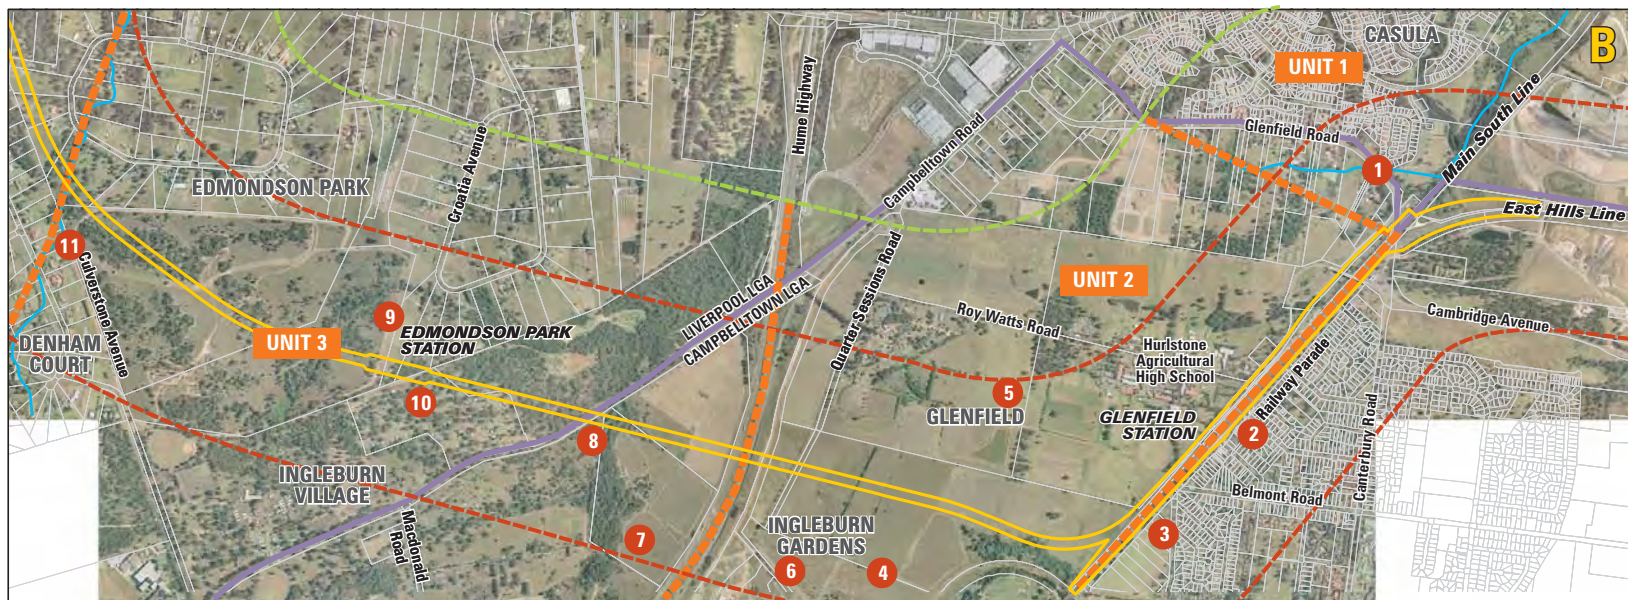 B
CASULA
UNIT 1
Hume Highway
Main South Line
Glenfield Road
Campbelltown Road
1
EDMONDSON PARK
Croatia Avenue
East Hills Line
11
Culverstone Avenue
Quarter Sessions Road
UNIT 2
LIVERPOOL LGA
CAMPBELLTOWN LGA
9
EDMONDSON PARK
STATION
Roy Watts Road
Cambridge Avenue
UNIT 3
DENHAM
COURT
Hurlstone
Agricultural
High School
Railway Parade
10
5
GLENFIELD
GLENFIELD
STATION
2
Canterbury Road
8
INGLEBURN
VILLAGE
Belmont Road
Macdonald
Road
7
INGLEBURN
GARDENS
6
4
3